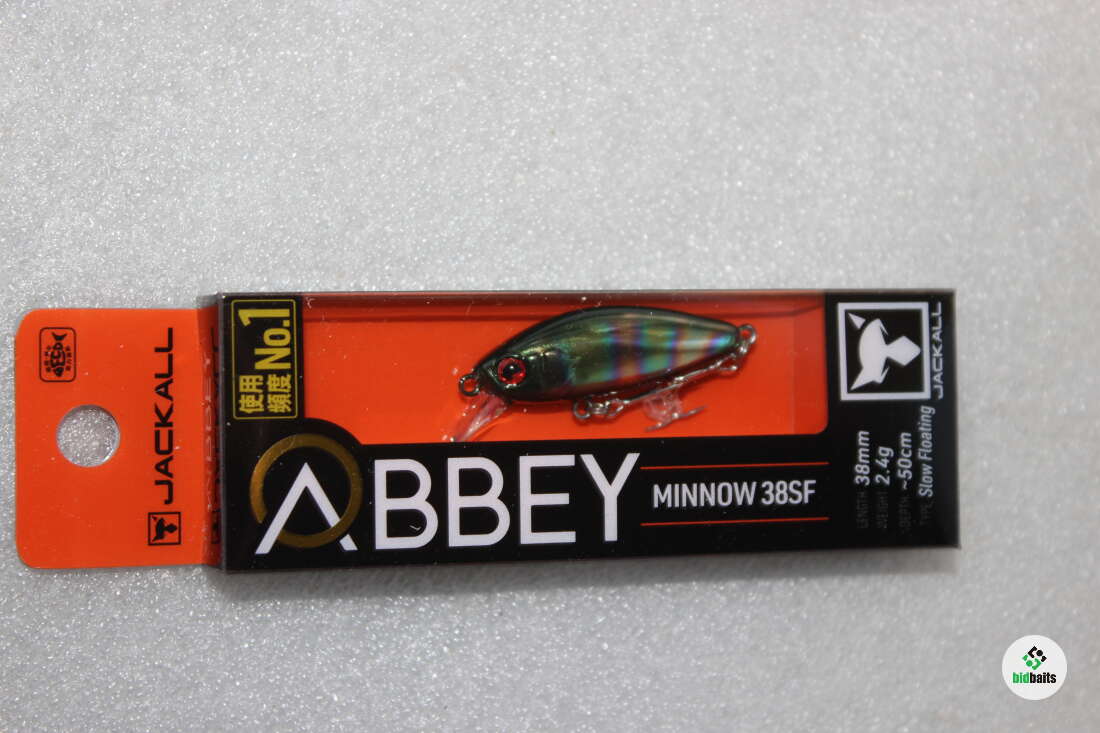 JACKALL
使用
頻度
No.1
ABBEY
MINNOW 38SF
JACKALL
LENGTH 38mm
WEIGHT 2.4g
DEPTH ~50cm
TYPE Slow Floating
bidbaits